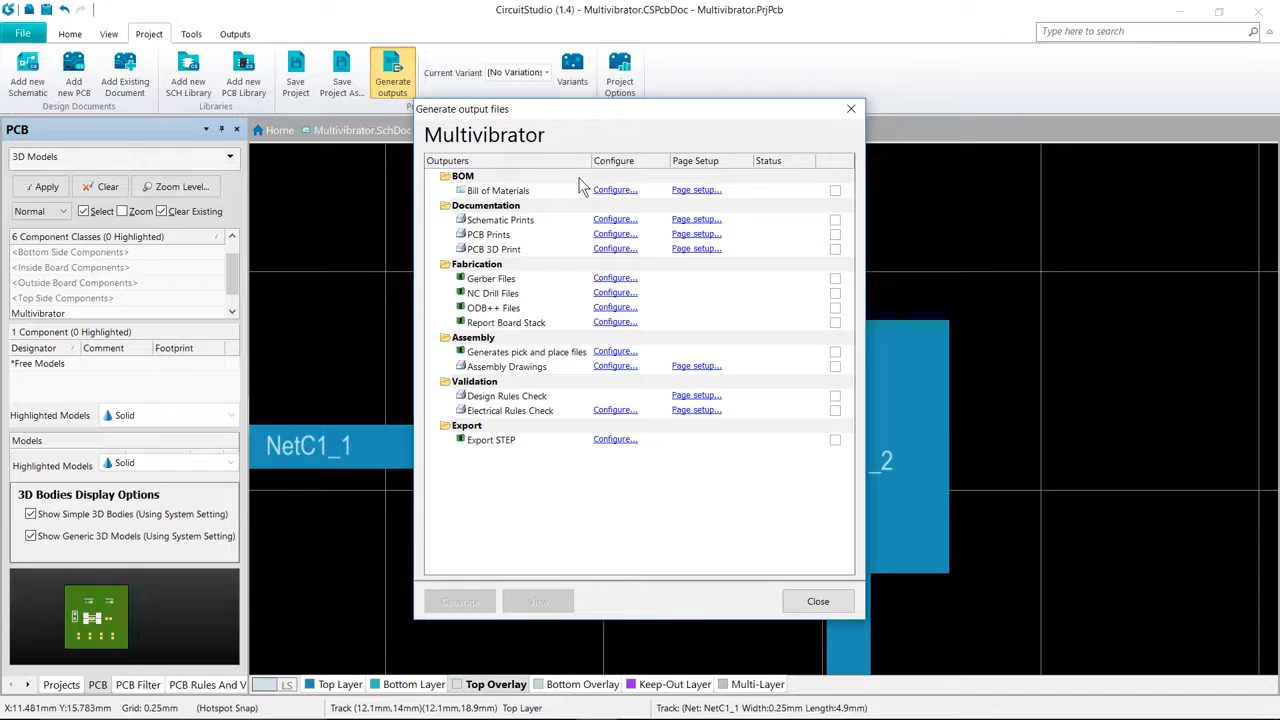 CircuitStudio (1.4) - Multivibrator.CSPcbDoc - Multivibrator.PrjPcb
File Home View Project Tools Outputs
Type here to search
Add new Schematic
Add new PCB
Add Existing Document
Add new SCH Library
Add new PCB Library
Save Project
Save Project As...
Generate outputs
Current Variant [No Variations
Variants
Project Options
Design Documents
Libraries
PCB
Home Multivibrator.SchDoc
3D Models
Apply Clear Zoom Level...
Normal Select Zoom Clear Existing
6 Component Classes (0 Highlighted)
<Bottom Side Components>
<Inside Board Components>
<Outside Board Components>
<Top Side Components>
Multivibrator
1 Component (0 Highlighted)
Designator Comment Footprint
*Free Models
Highlighted Models Solid
Models
Highlighted Models Solid
3D Bodies Display Options
Show Simple 3D Bodies (Using System Setting)
Show Generic 3D Models (Using System Setting)
Generate output files
Multivibrator
Outputers Configure Page Setup Status
BOM
Bill of Materials Configure... Page setup...
Documentation
Schematic Prints Configure... Page setup...
PCB Prints Configure... Page setup...
PCB 3D Print Configure... Page setup...
Fabrication
Gerber Files Configure...
NC Drill Files Configure...
ODB++ Files Configure...
Report Board Stack Configure...
Assembly
Generates pick and place files Configure...
Assembly Drawings Configure... Page setup...
Validation
Design Rules Check Page setup...
Electrical Rules Check Configure... Page setup...
Export
Export STEP Configure...
Generate View Close
NetC1_1
_2
Projects PCB PCB Filter PCB Rules And V
LS Top Layer Bottom Layer Top Overlay Bottom Overlay Keep-Out Layer Multi-Layer
X:11.481mm Y:15.783mm Grid: 0.25mm (Hotspot Snap) Track (12.1mm,14mm)(12.1mm,18.9mm) Top Layer Track: (Net: NetC1_1 Width:0.25mm Length:4.9mm)